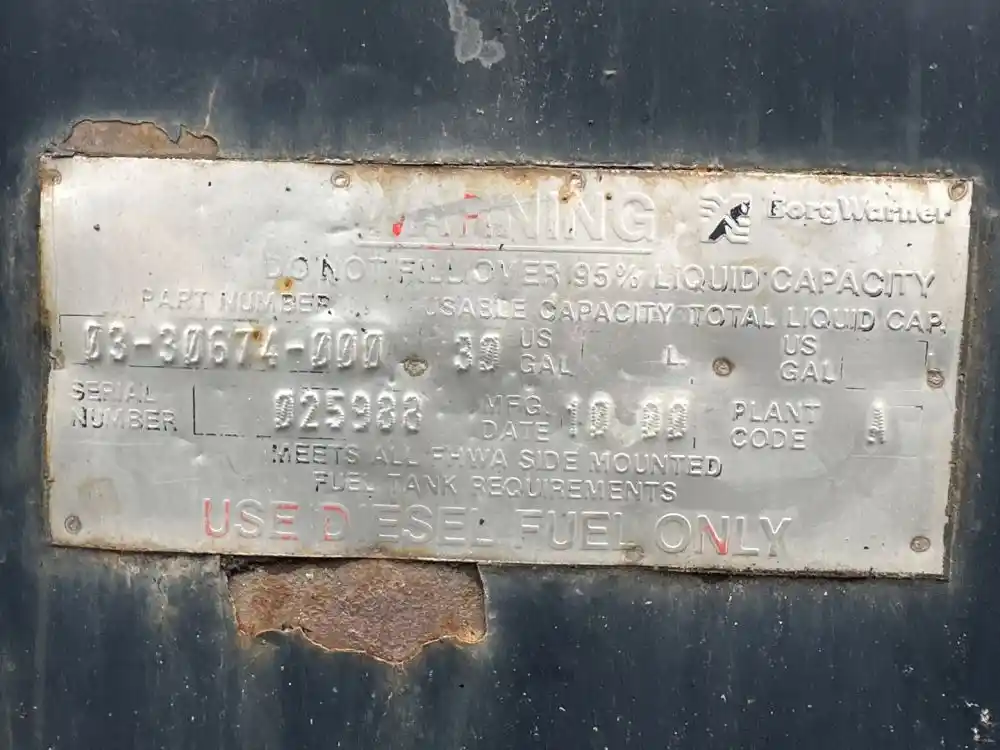 WARNING BorgWarner
DO NOT FILL OVER 95% LIQUID CAPACITY
PART NUMBER USABLE CAPACITY TOTAL LIQUID CAP.
03-30674-000 30 US GAL L US GAL
SERIAL NUMBER 025988 MFG. DATE 10 00 PLANT CODE A
MEETS ALL FHWA SIDE MOUNTED
FUEL TANK REQUIREMENTS
USE DIESEL FUEL ONLY